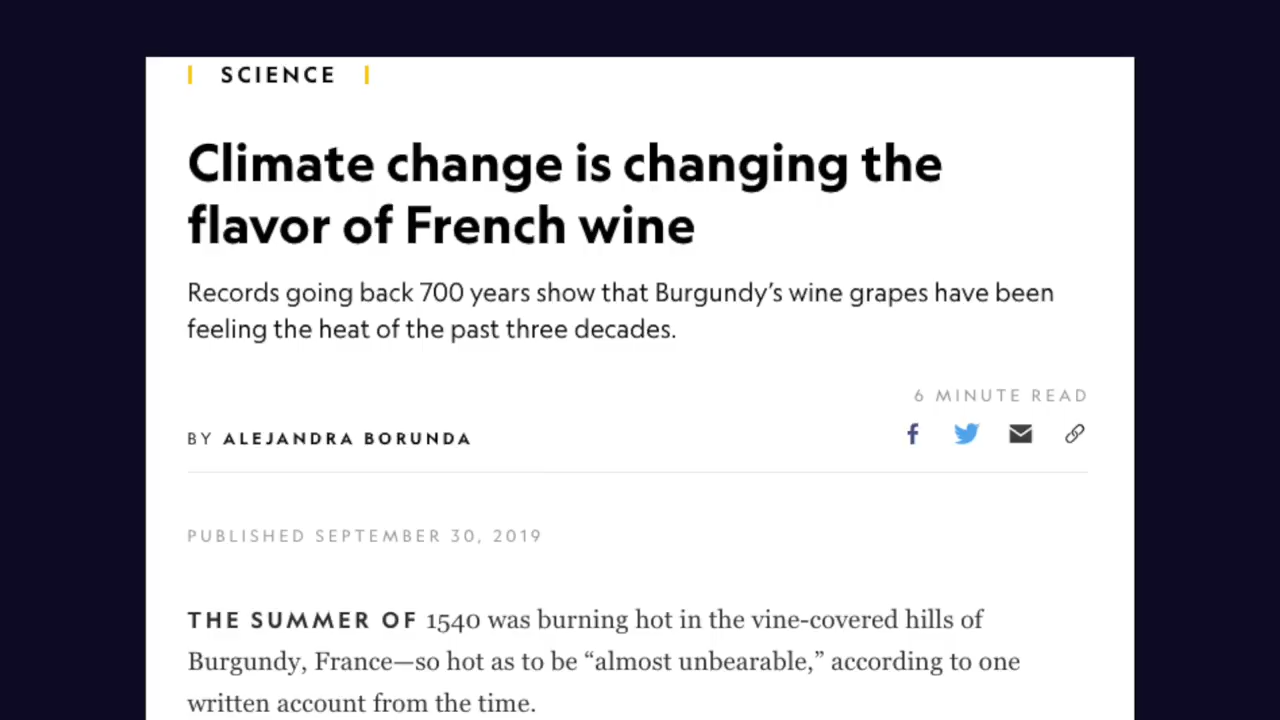 SCIENCE
Climate change is changing the
flavor of French wine
Records going back 700 years show that Burgundy’s wine grapes have been
feeling the heat of the past three decades.
6 MINUTE READ
BY ALEJANDRA BORUNDA
PUBLISHED SEPTEMBER 30, 2019
THE SUMMER OF 1540 was burning hot in the vine-covered hills of
Burgundy, France—so hot as to be “almost unbearable,” according to one
written account from the time.